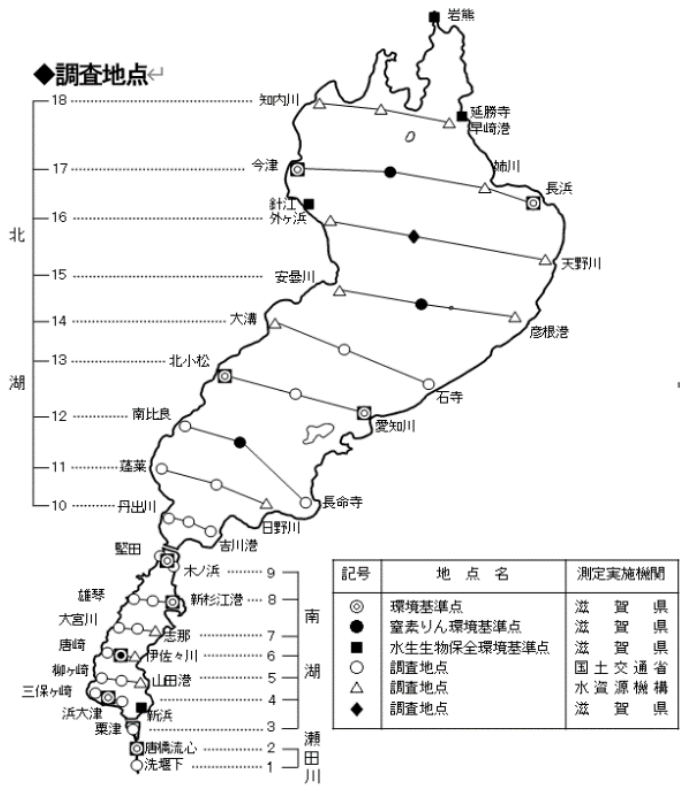 岩熊
◆調査地点↵
18 知内川
延勝寺
早崎港
17 今津
姉川
長浜
針江
16 外ヶ浜
天野川
北湖
15 安曇川
14 大溝
彦根港
13 北小松
石寺
12 南比良
愛知川
11 蓬莱
長命寺
10 丹出川
日野川
吉川港
堅田
木ノ浜 9
雄琴
新杉江港 8
南湖
大宮川
志那 7
唐崎
伊佐々川 6
柳ヶ崎
山田港 5
三保ヶ崎
4
浜大津
新浜
粟津 3
瀬田川
唐橋流心 2
洗堰下 1
記号 地点名 測定実施機関
◎ 環境基準点 滋賀県
● 窒素りん環境基準点 滋賀県
■ 水生生物保全環境基準点 滋賀県
○ 調査地点 国土交通省
△ 調査地点 水資源機構
◆ 調査地点 滋賀県